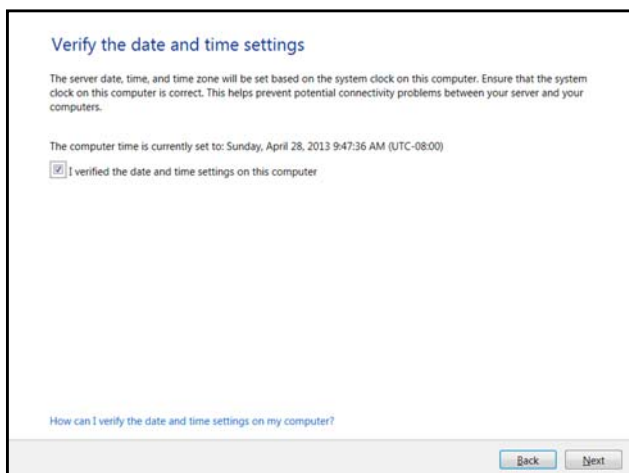 Verify the date and time settings
The server date, time, and time zone will be set based on the system clock on this computer. Ensure that the system
clock on this computer is correct. This helps prevent potential connectivity problems between your server and your
computers.
The computer time is currently set to: Sunday, April 28, 2013 9:47:36 AM (UTC-08:00)
I verified the date and time settings on this computer
How can I verify the date and time settings on my computer?
Back Next